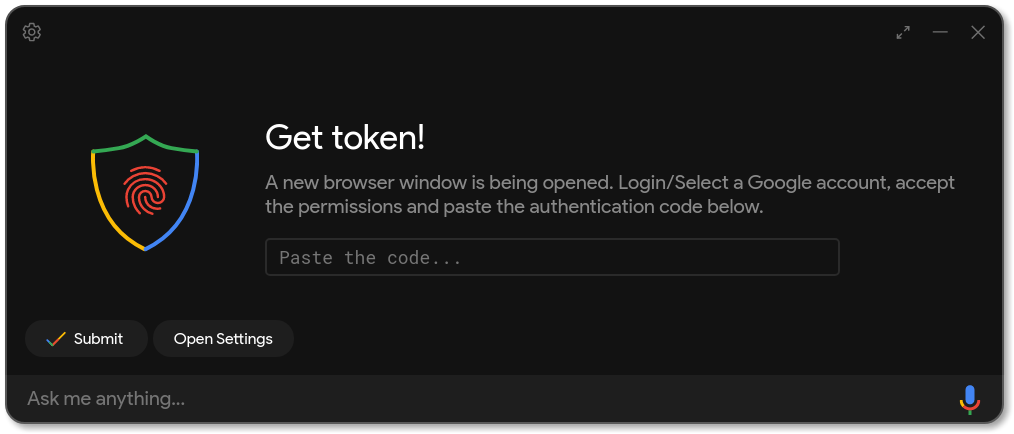 Get token!
A new browser window is being opened. Login/Select a Google account, accept
the permissions and paste the authentication code below.
Paste the code...
Submit
Open Settings
Ask me anything...